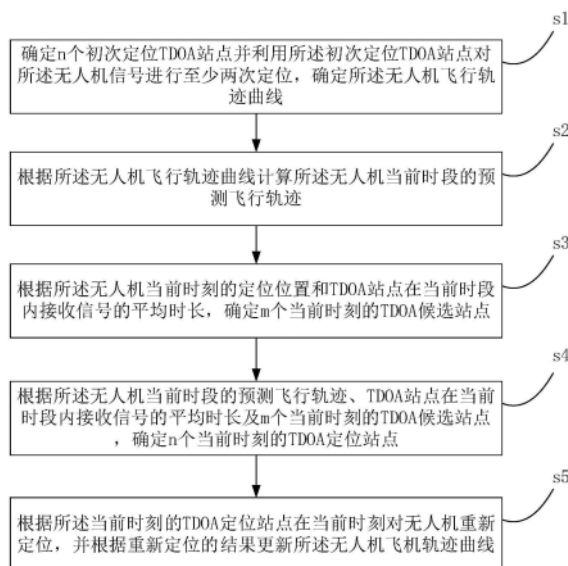 s1
确定n个初次定位TDOA站点并利用所述初次定位TDOA站点对
所述无人机信号进行至少两次定位，确定所述无人机飞行轨
迹曲线
s2
根据所述无人机飞行轨迹曲线计算所述无人机当前时段的预
测飞行轨迹
s3
根据所述无人机当前时刻的定位位置和TDOA站点在当前时段
内接收信号的平均时长，确定m个当前时刻的TDOA候选站点
s4
根据所述无人机当前时段的预测飞行轨迹、TDOA站点在当前
时段内接收信号的平均时长及m个当前时刻的TDOA候选站点
，确定n个当前时刻的TDOA定位站点
s5
根据所述当前时刻的TDOA定位站点在当前时刻对无人机重新
定位，并根据重新定位的结果更新所述无人机飞机轨迹曲线